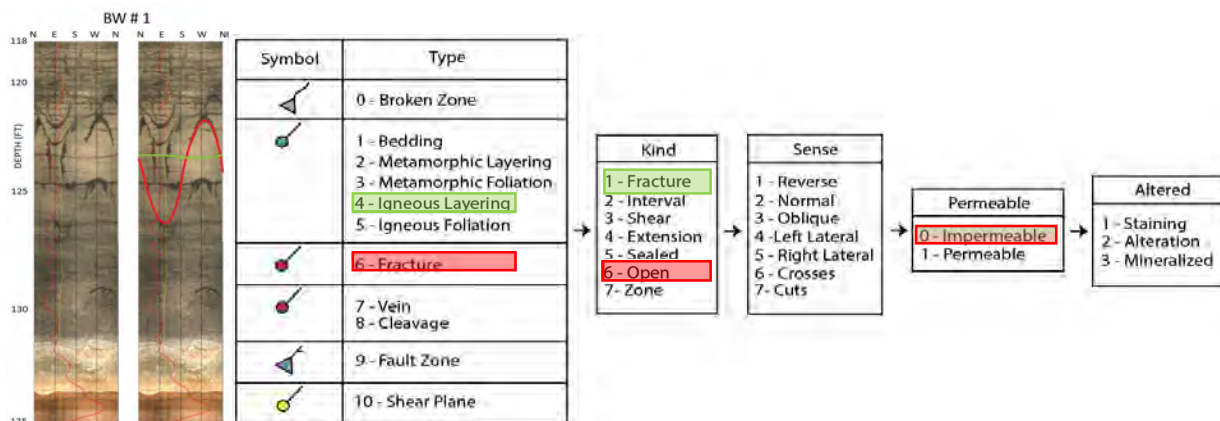 BW # 1
N E S W N
N E S W NI
118
120
DEPTH (FT)
125
130
Symbol
Type
0 - Broken Zone
1 - Bedding
2 - Metamorphic Layering
3 - Metamorphic Foliation
4 - Igneous Layering
5 - Igneous Foliation
6 - Fracture
7 - Vein
8 - Cleavage
9 - Fault Zone
10 - Shear Plane
Kind
1 - Fracture
2 - Interval
3 - Shear
4 - Extension
5 - Sealed
6 - Open
7 - Zone
Sense
1 - Reverse
2 - Normal
3 - Oblique
4 - Left Lateral
5 - Right Lateral
6 - Crosses
7 - Cuts
Permeable
0 - Impermeable
1 - Permeable
Altered
1 - Staining
2 - Alteration
3 - Mineralized